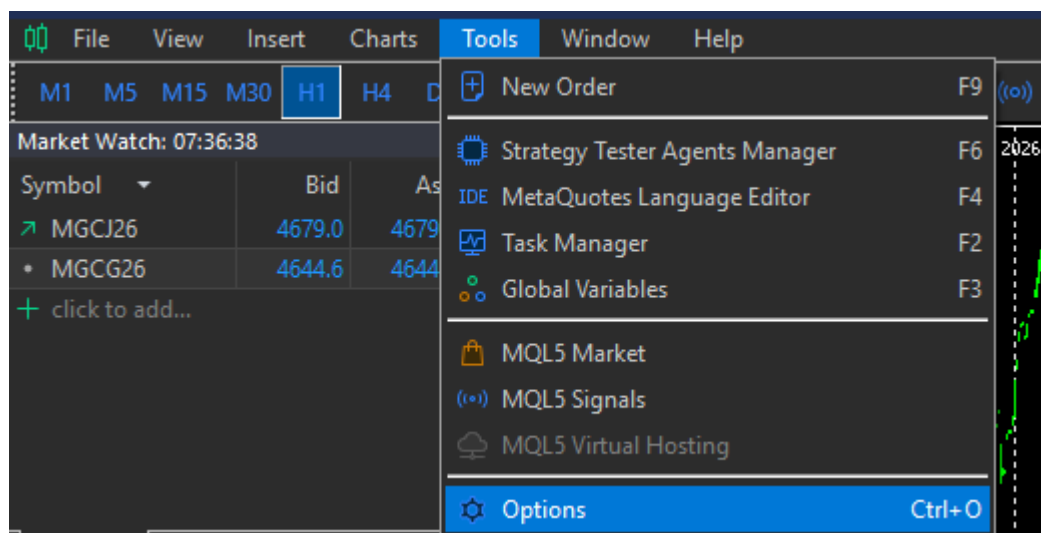 File View Insert Charts Tools Window Help
M1 M5 M15 M30 H1 H4
Market Watch: 07:36:38
Symbol Bid
MGCJ26 4679.0 4679
MGCG26 4644.6 4644
click to add...
New Order F9
Strategy Tester Agents Manager F6
IDE MetaQuotes Language Editor F4
Task Manager F2
Global Variables F3
MQL5 Market
MQL5 Signals
MQL5 Virtual Hosting
Options Ctrl+O
2026